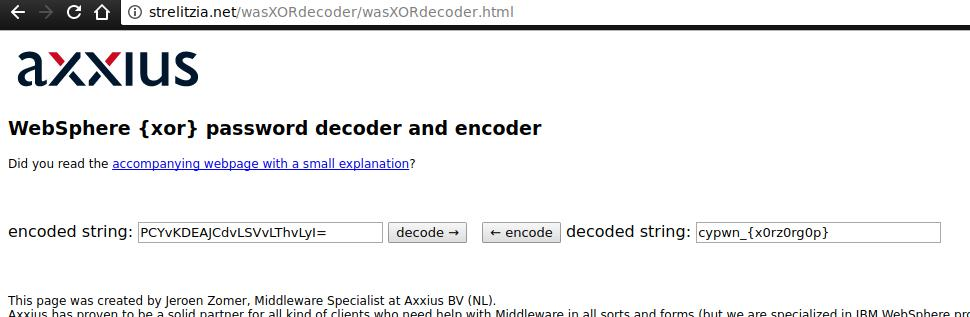 strelitzia.net/wasXORdecoder/wasXORdecoder.html
axxius
WebSphere {xor} password decoder and encoder
Did you read the accompanying webpage with a small explanation?
encoded string: PCYvKDEAJCdvLSVvLThvLyI= decode → ← encode decoded string: cypwn_{x0rz0rg0p}
This page was created by Jeroen Zomer, Middleware Specialist at Axxius BV (NL).
Axxius has proven to be a solid partner for all kind of clients who need help with Middleware in all sorts and forms (but we are specialized in IBM WebSphere